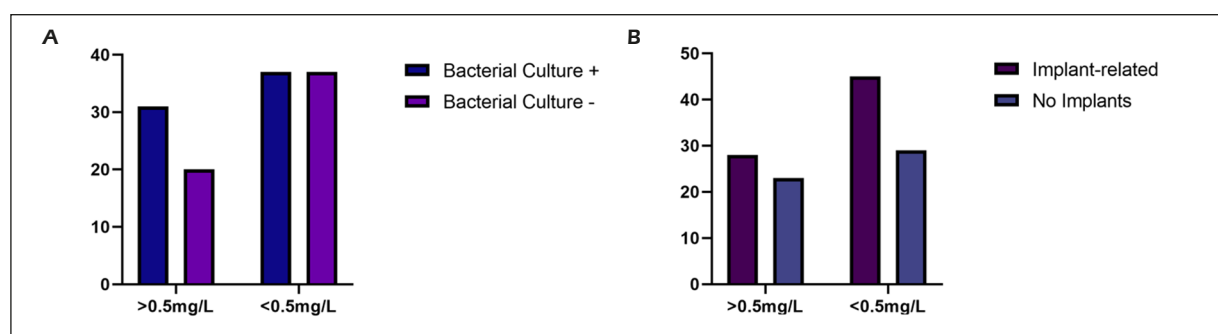 A
40
30
20
10
0
>0.5mg/L
<0.5mg/L
Bacterial Culture +
Bacterial Culture -
B
50
40
30
20
10
0
>0.5mg/L
<0.5mg/L
Implant-related
No Implants